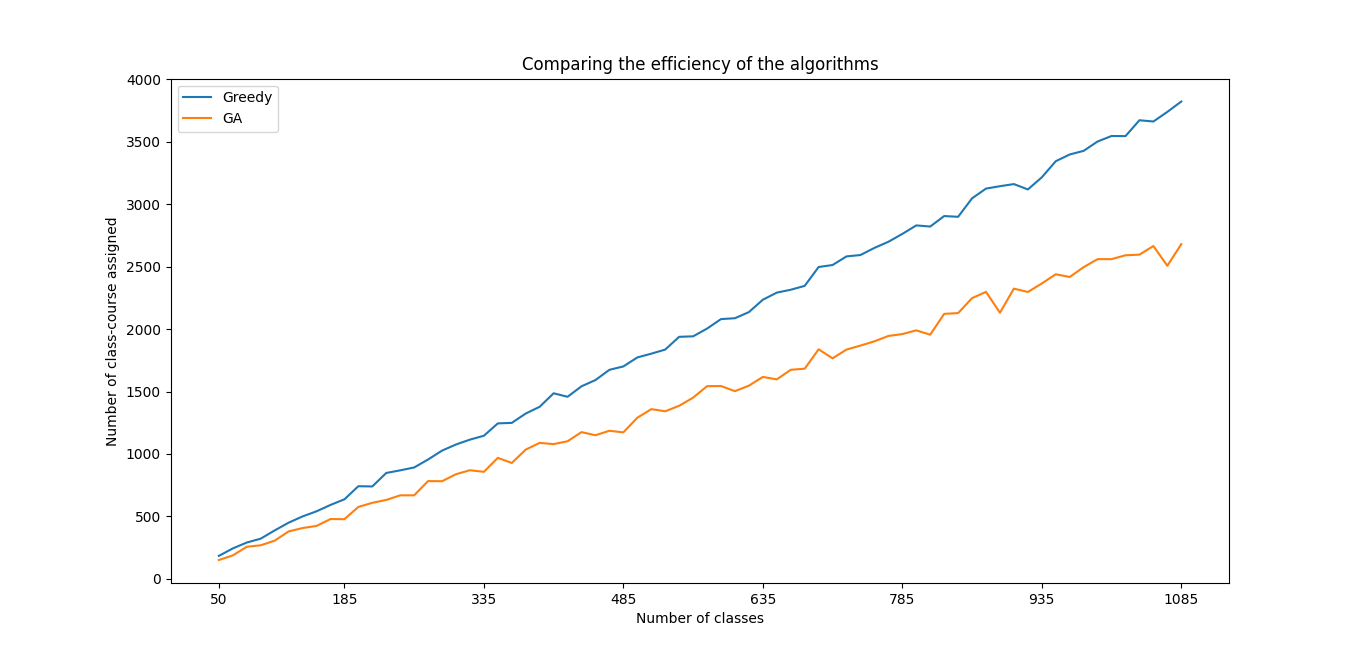 Comparing the efficiency of the algorithms
Greedy
GA
4000
3500
3000
2500
2000
1500
1000
500
0
Number of class-course assigned
50 185 335 485 635 785 935 1085
Number of classes